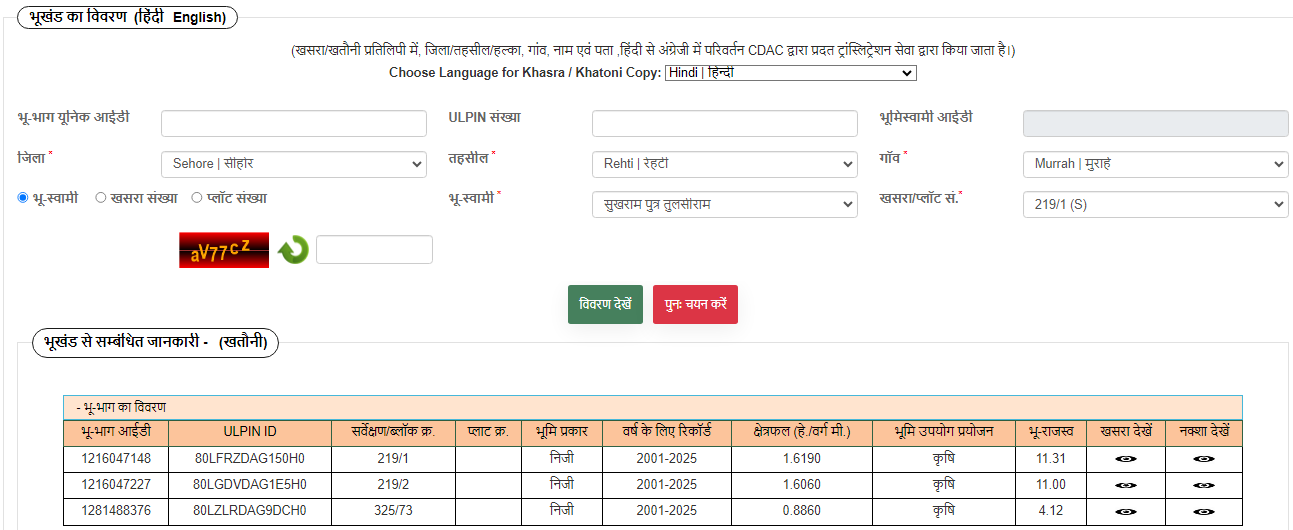 भूखंड का विवरण (हिंदी English)
(खसरा/खतौनी प्रतिलिपी में, जिला/तहसील/हल्का, गांव, नाम एवं पता ,हिंदी से अंग्रेजी में परिवर्तन CDAC द्वारा प्रदत ट्रांस्लिट्रेशन सेवा द्वारा किया जाता है।)
Choose Language for Khasra / Khatoni Copy: Hindi | हिन्दी
भू-भाग यूनिक आईडी ULPIN संख्या भूमिस्वामी आईडी
जिला * Sehore | सीहोर तहसील * Rehti | रेहटी गाँव * Murrah | मुराहे
भू-स्वामी खसरा संख्या प्लॉट संख्या भू-स्वामी * सुखराम पुत्र तुलसीराम खसरा/प्लॉट सं.* 219/1 (S)
aV77cz
विवरण देखें पुनः चयन करें
भूखंड से सम्बंधित जानकारी - (खतौनी)
- भू-भाग का विवरण
भू-भाग आईडी ULPIN ID सर्वेक्षण/ब्लॉक क्र. प्लाट क्र. भूमि प्रकार वर्ष के लिए रिकॉर्ड क्षेत्रफल (हे./वर्ग मी.) भूमि उपयोग प्रयोजन भू-राजस्व खसरा देखें नक्शा देखें
1216047148 80LFRZDAG150H0 219/1 निजी 2001-2025 1.6190 कृषि 11.31
1216047227 80LGDVDAG1E5H0 219/2 निजी 2001-2025 1.6060 कृषि 11.00
1281488376 80LZLRDAG9DCH0 325/73 निजी 2001-2025 0.8860 कृषि 4.12